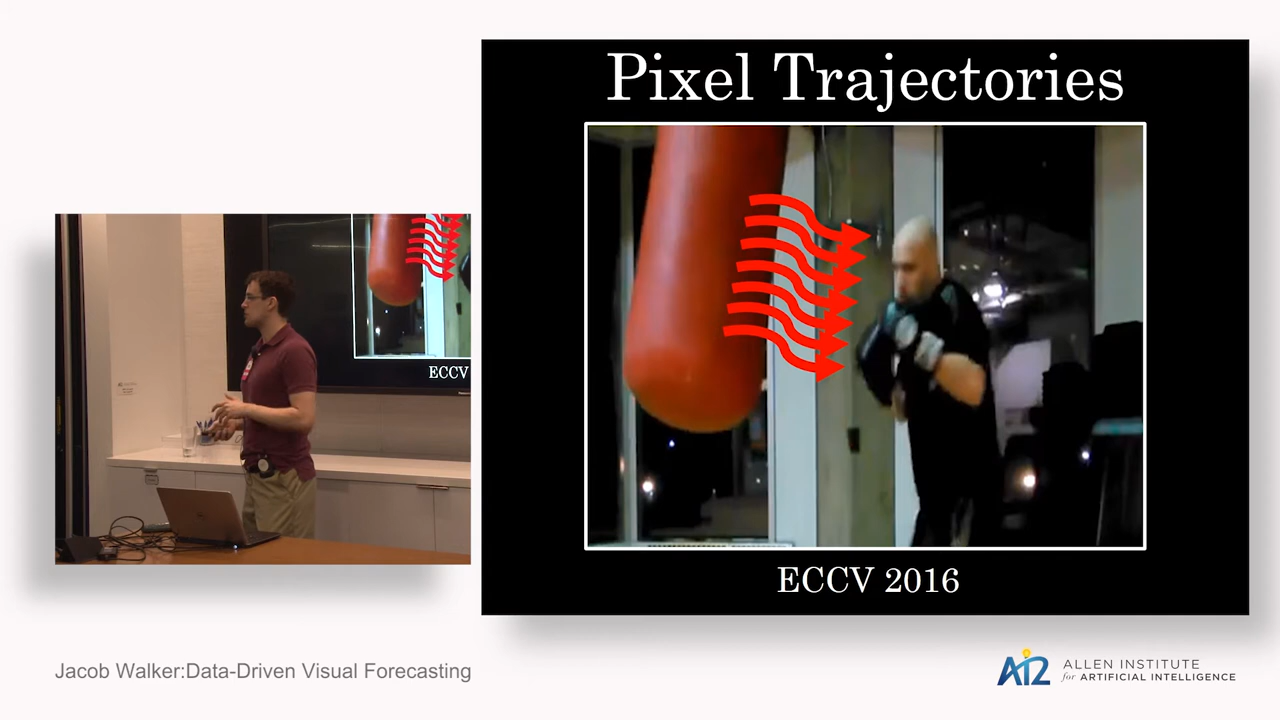 Pixel Trajectories
ECCV 2016
ECCV
Jacob Walker:Data-Driven Visual Forecasting
AI2
ALLEN INSTITUTE
for ARTIFICIAL INTELLIGENCE